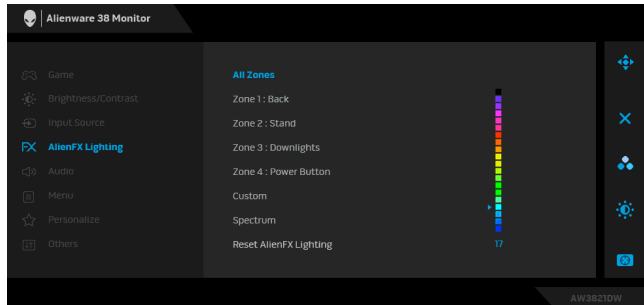 Alienware 38 Monitor
Game
Brightness/Contrast
Input Source
FX AlienFX Lighting
Audio
Menu
Personalize
Others
All Zones
Zone 1 : Back
Zone 2 : Stand
Zone 3 : Downlights
Zone 4 : Power Button
Custom
Spectrum
Reset AlienFX Lighting
17
AW3821DW